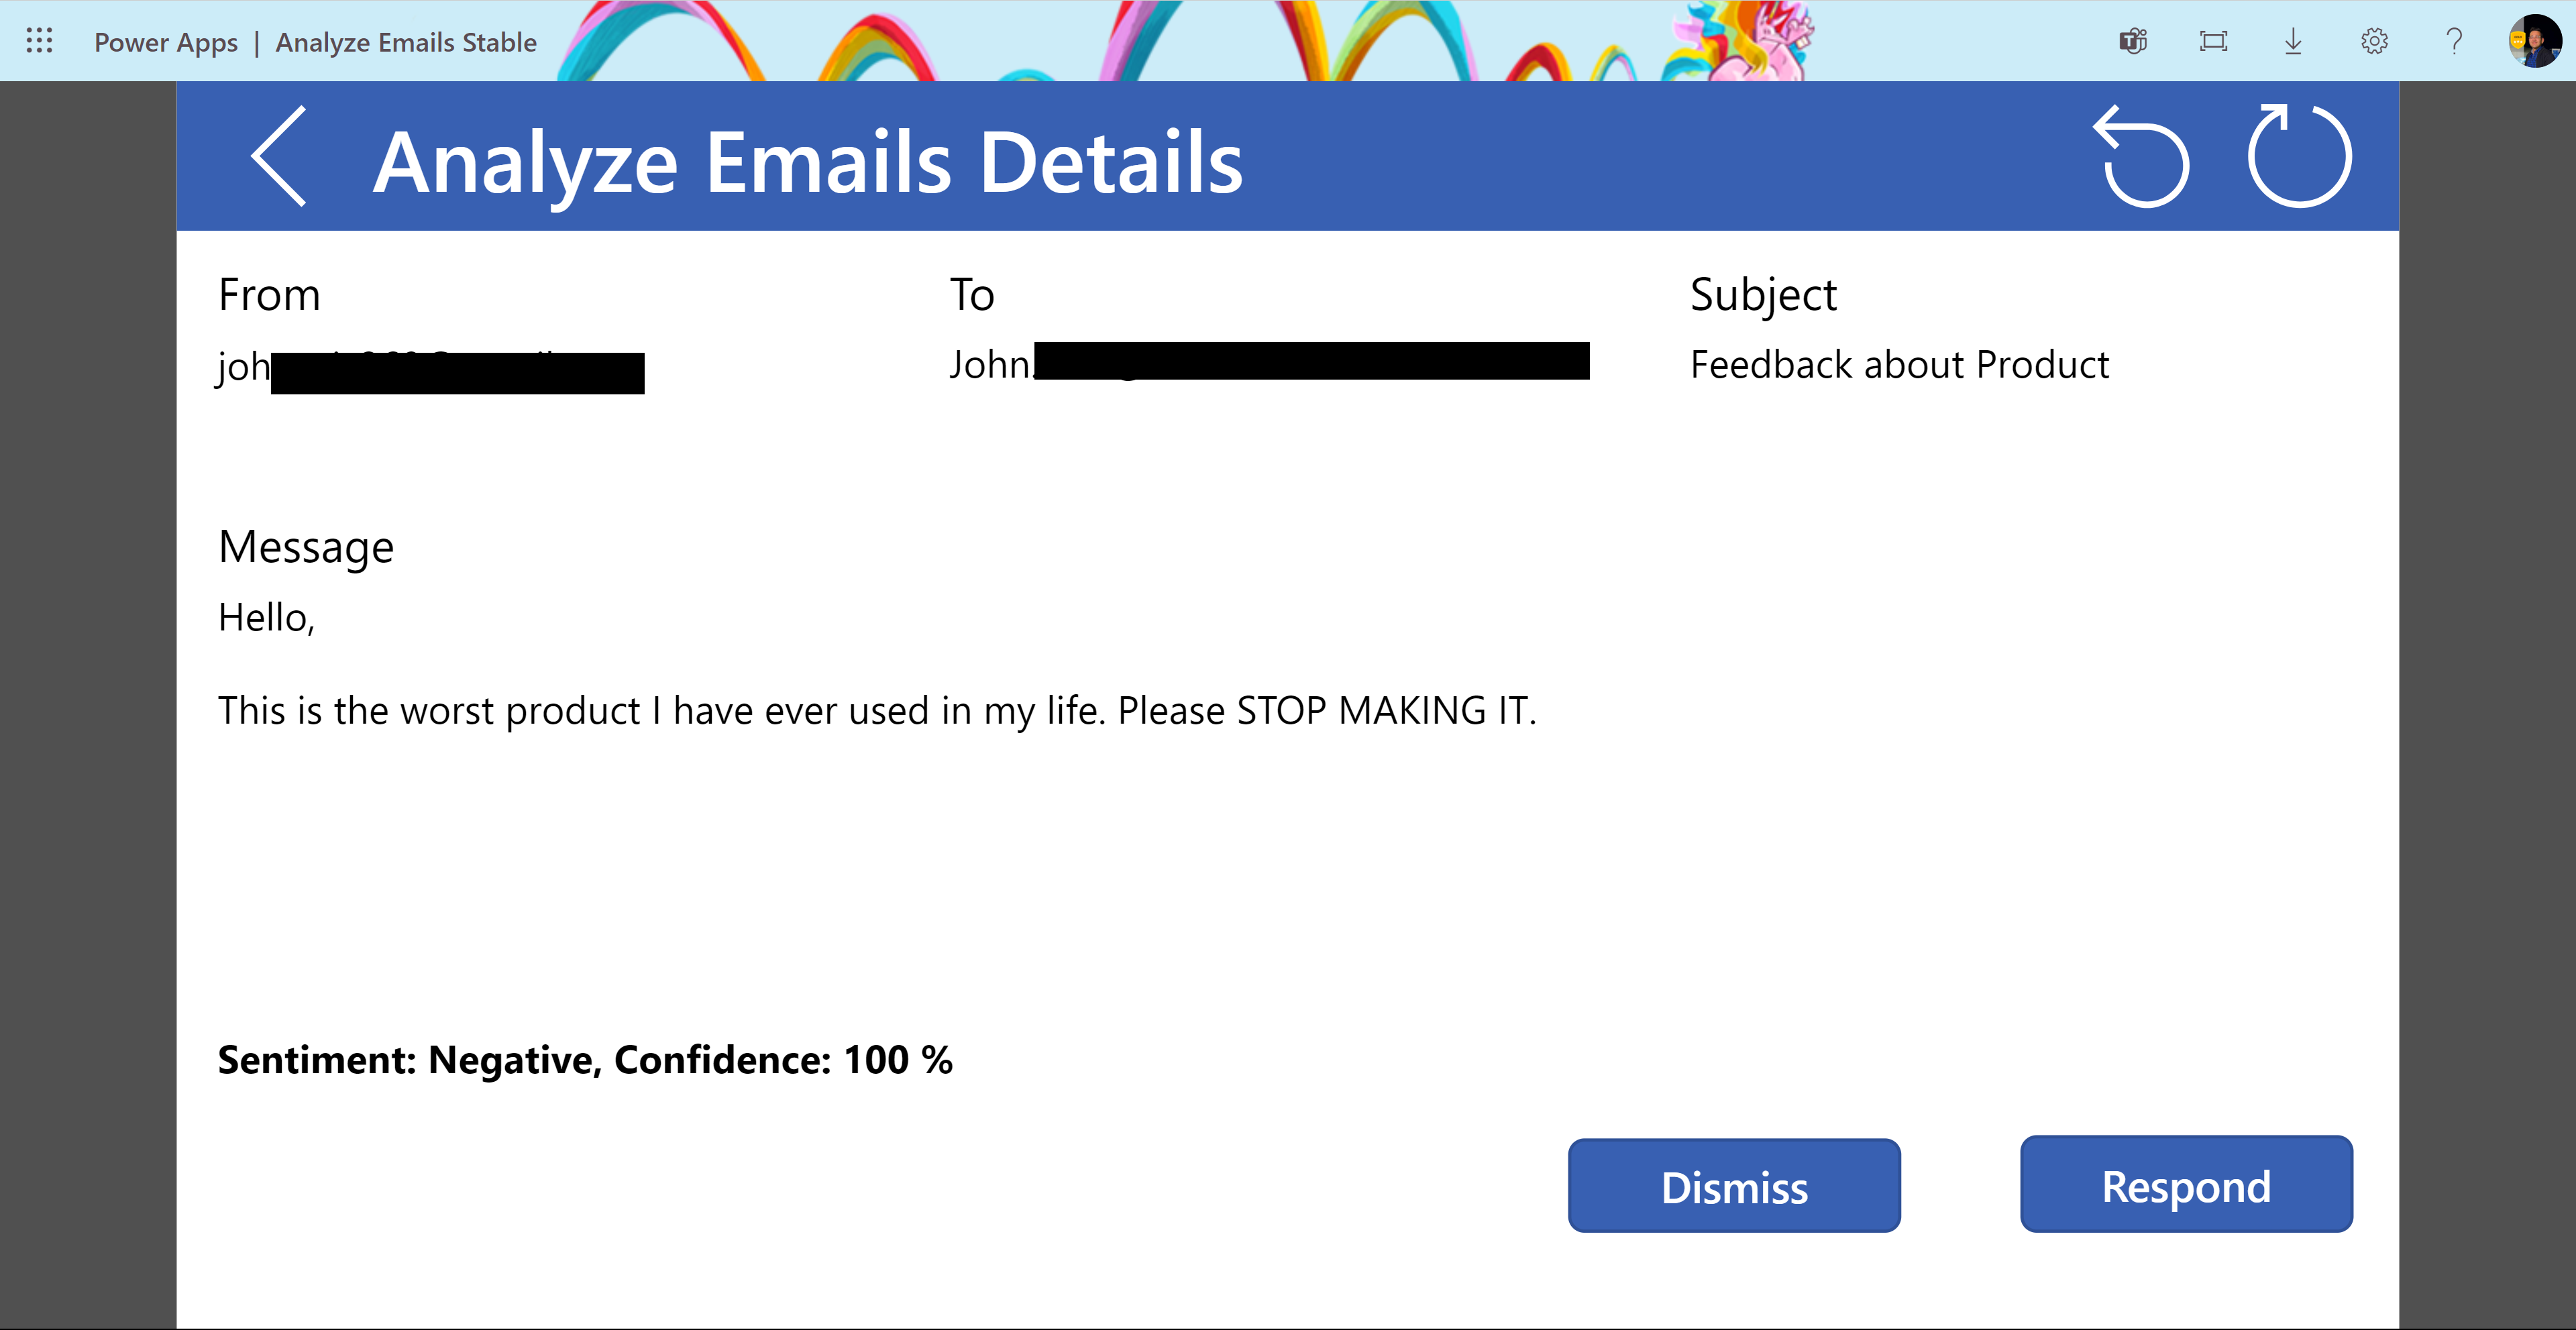 Power Apps | Analyze Emails Stable
Analyze Emails Details
From
To
Subject
joh
John.
Feedback about Product
Message
Hello,
This is the worst product I have ever used in my life. Please STOP MAKING IT.
Sentiment: Negative, Confidence: 100 %
Dismiss
Respond